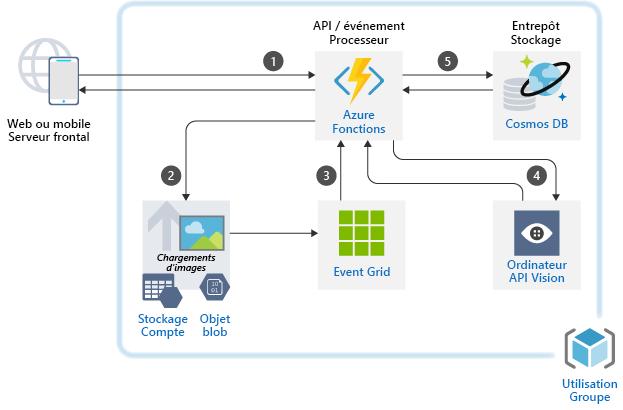 API / événement
Processeur
Entrepôt
Stockage
1
5
Azure
Fonctions
Cosmos DB
Web ou mobile
Serveur frontal
2
3
4
Chargements
d'images
Event Grid
Ordinateur
API Vision
10
01
Stockage
Compte
Objet
blob
Utilisation
Groupe